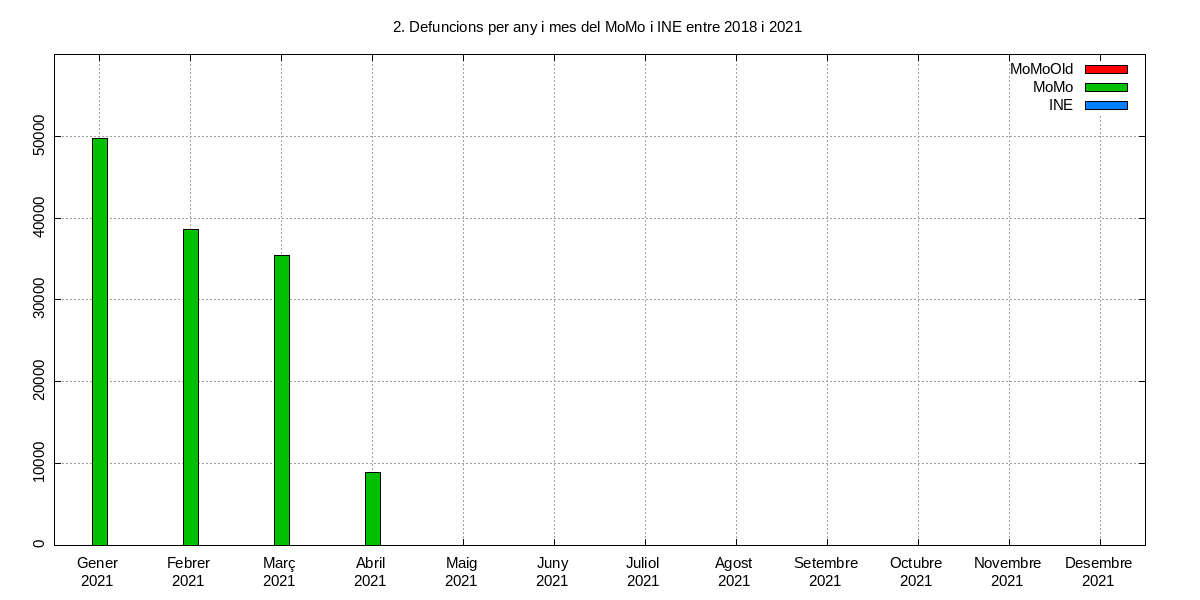 2. Defuncions per any i mes del MoMo i INE entre 2018 i 2021
MoMoOld
MoMo
INE
50000
40000
30000
20000
10000
0
Gener Febrer Març Abril Maig Juny Juliol Agost Setembre Octubre Novembre Desembre
2021 2021 2021 2021 2021 2021 2021 2021 2021 2021 2021 2021